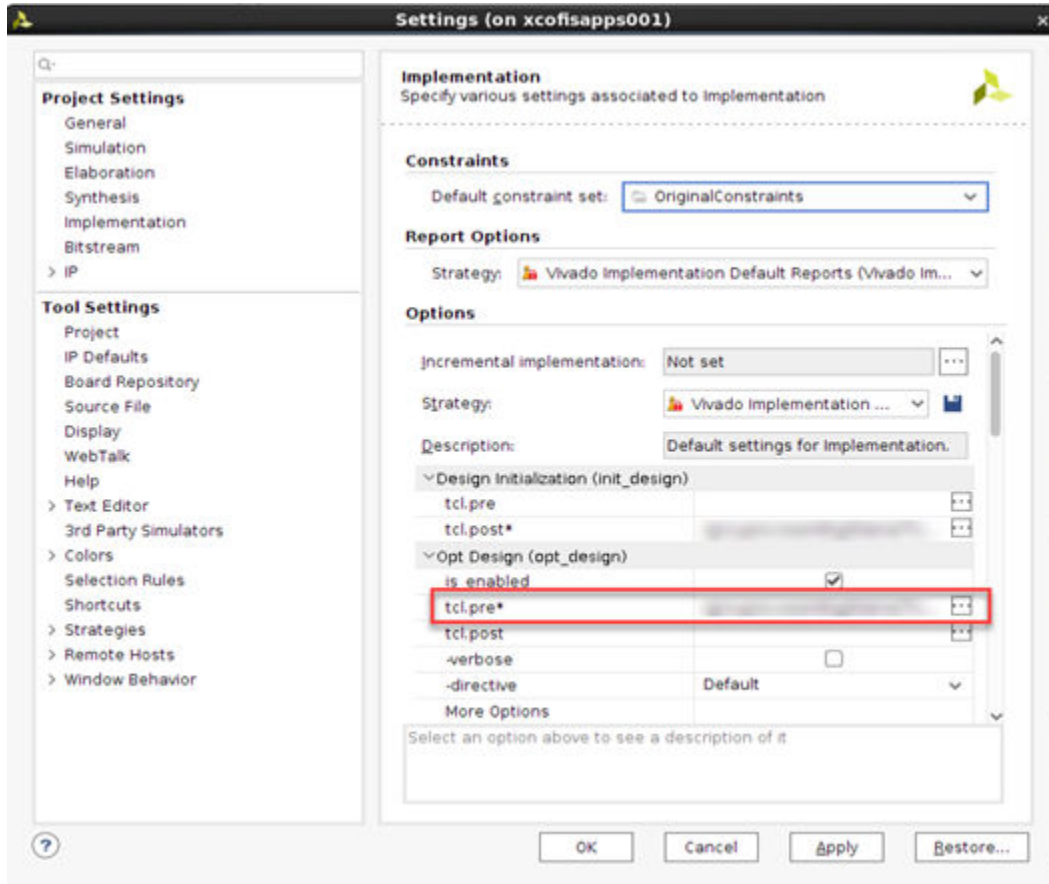 Settings (on xcofisapps001)
Q-
Project Settings
General
Simulation
Elaboration
Synthesis
Implementation
Bitstream
> IP
Tool Settings
Project
IP Defaults
Board Repository
Source File
Display
WebTalk
Help
> Text Editor
3rd Party Simulators
> Colors
Selection Rules
Shortcuts
> Strategies
> Remote Hosts
> Window Behavior
Implementation
Specify various settings associated to Implementation
Constraints
Default constraint set: OriginalConstraints
Report Options
Strategy: Vivado Implementation Default Reports (Vivado Im...
Options
Incremental implementation: Not set ...
Strategy: Vivado Implementation ...
Description: Default settings for Implementation.
Design Initialization (init_design)
tcl.pre ...
tcl.post* ...
Opt Design (opt_design)
is_enabled
tcl.pre* ...
tcl.post ...
-verbose
-directive Default
More Options
Select an option above to see a description of it
? OK Cancel Apply Restore...